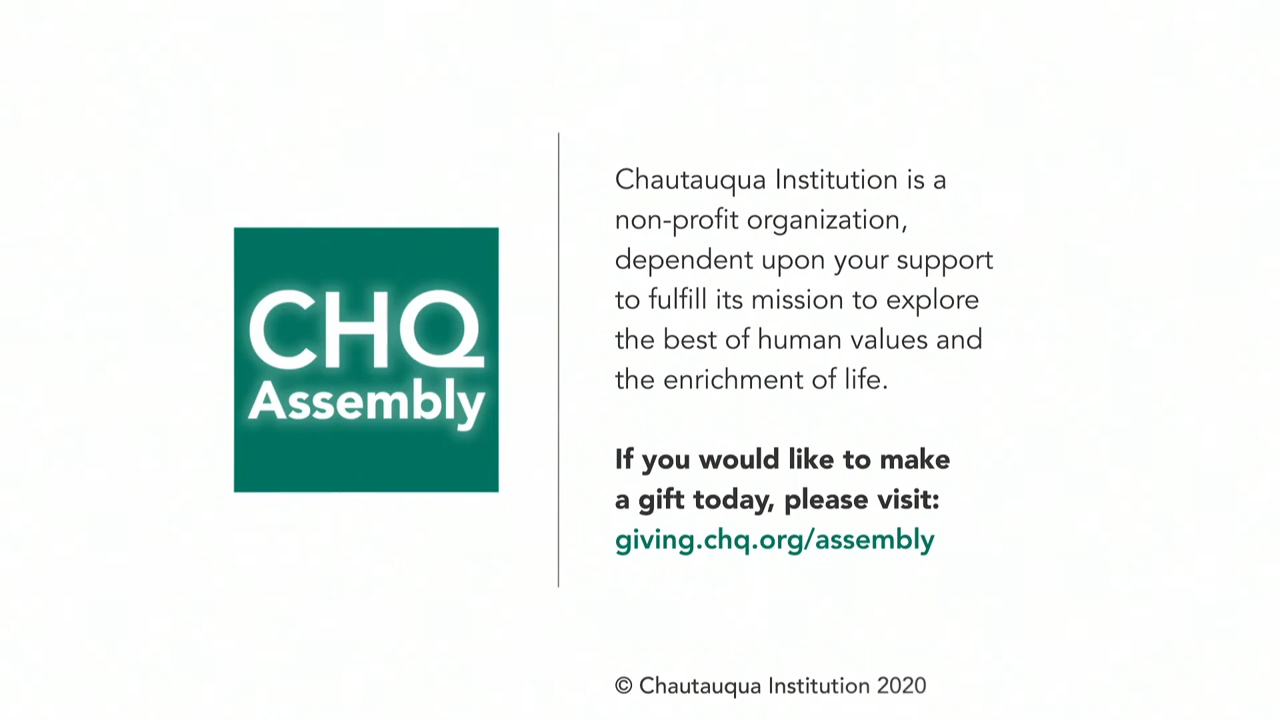 CHQ
Assembly
Chautauqua Institution is a
non-profit organization,
dependent upon your support
to fulfill its mission to explore
the best of human values and
the enrichment of life.
If you would like to make
a gift today, please visit:
giving.chq.org/assembly
© Chautauqua Institution 2020